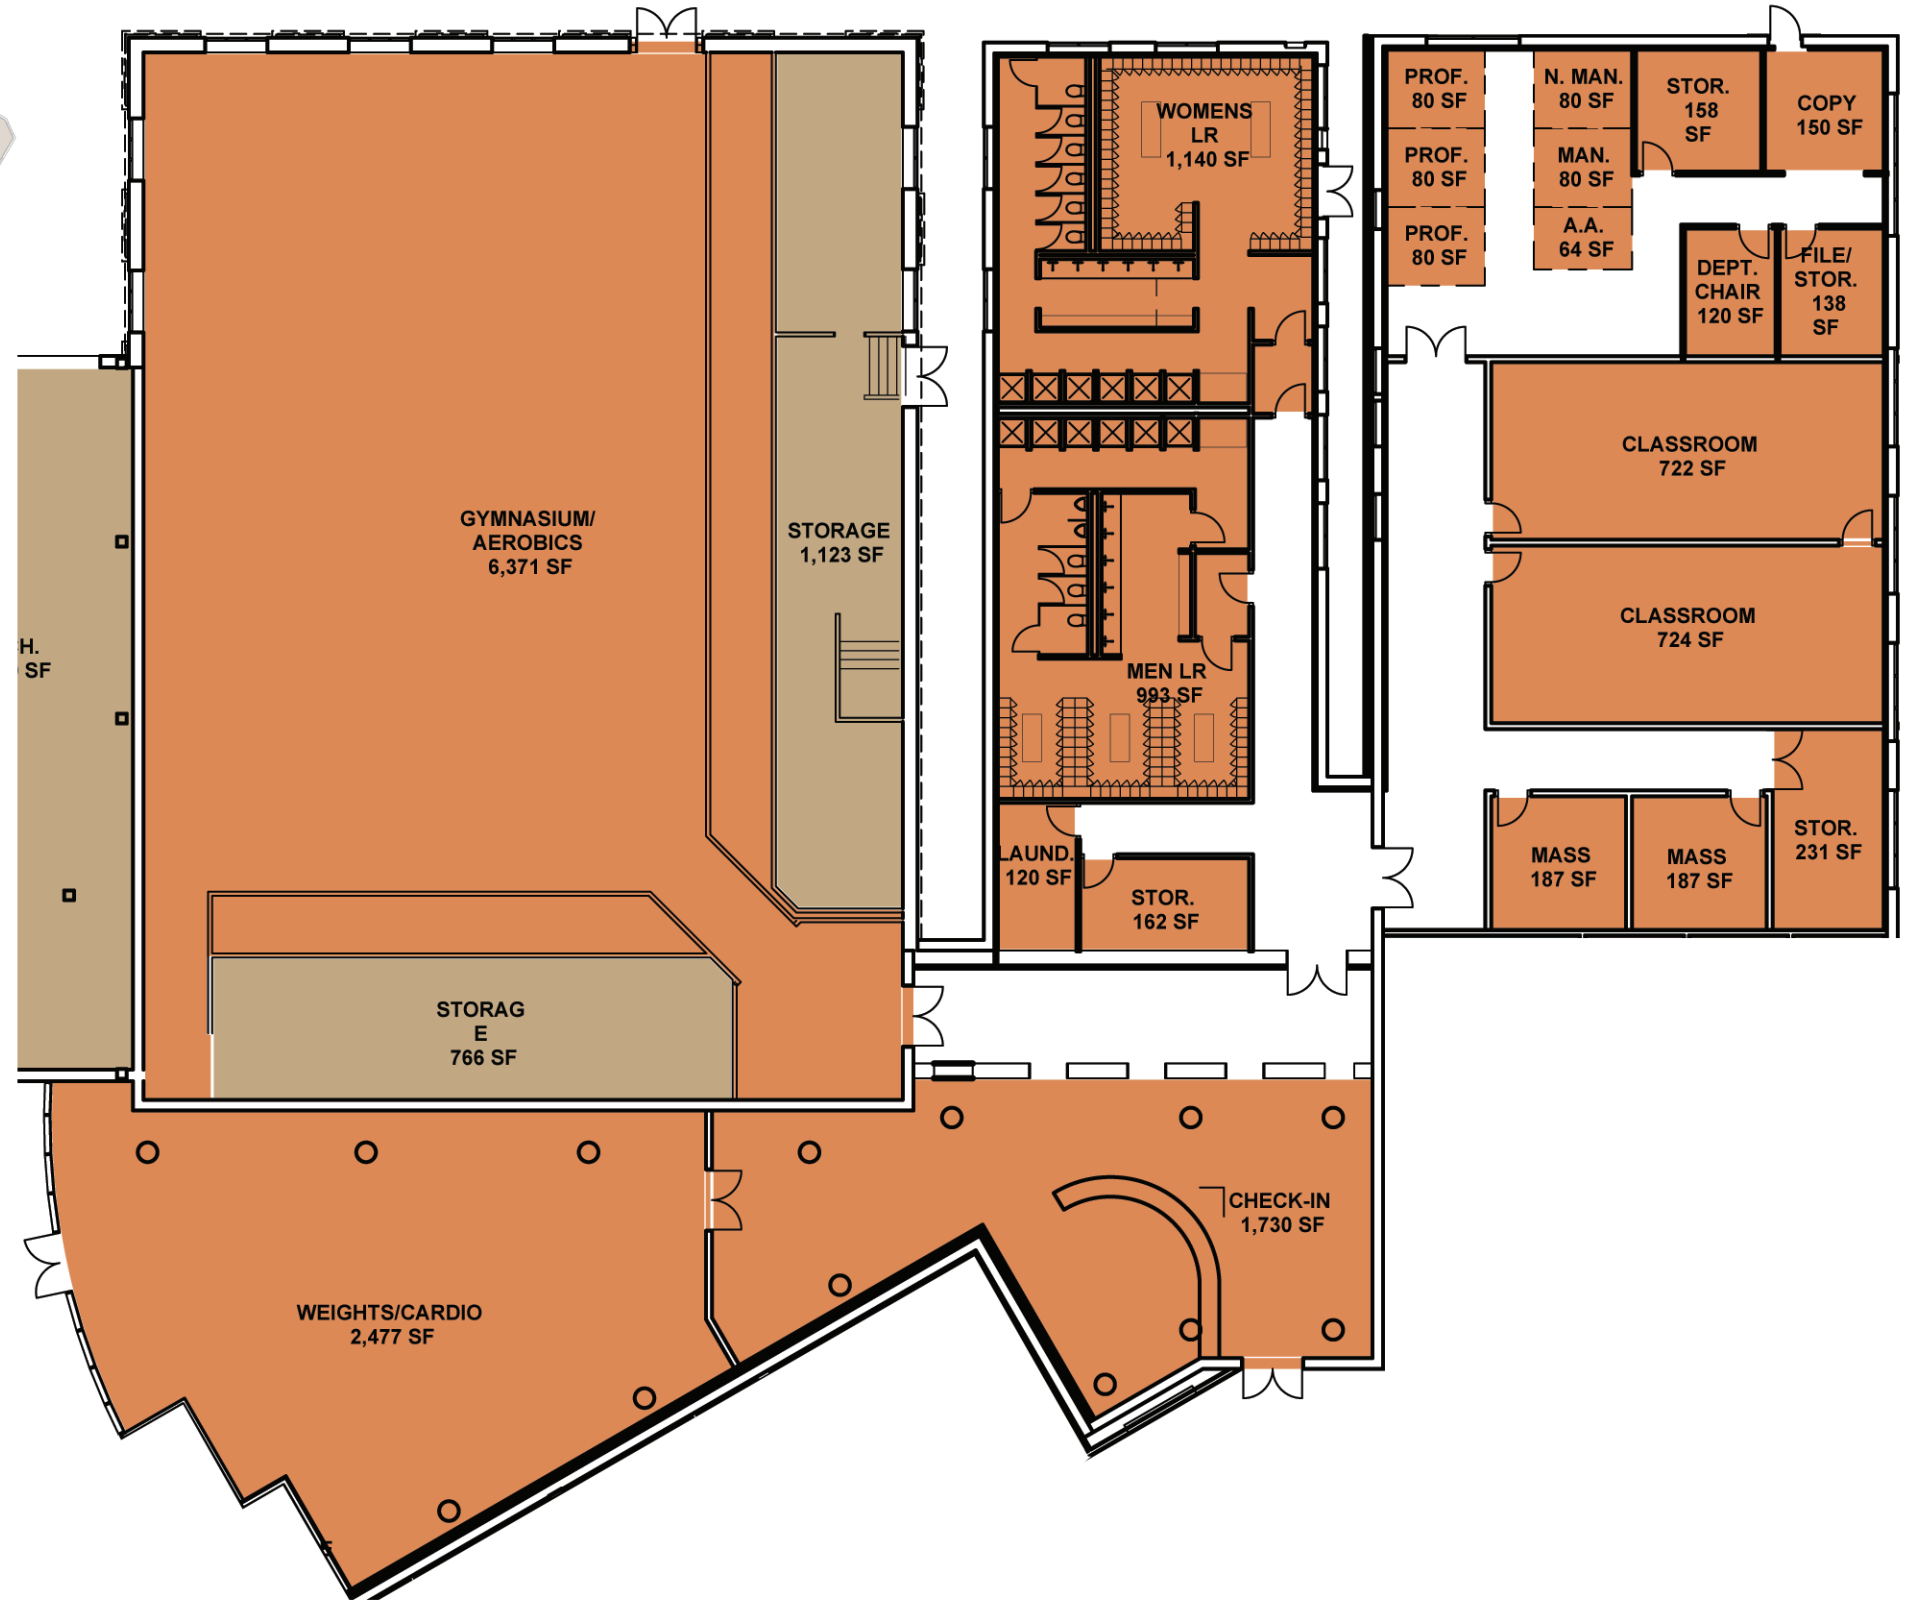 PROF.
80 SF
PROF.
80 SF
PROF.
80 SF
N. MAN.
80 SF
MAN.
80 SF
A.A.
64 SF
STOR.
158
SF
COPY
150 SF
DEPT.
CHAIR
120 SF
FILE/
STOR.
138
SF
WOMENS
LR
1,140 SF
CLASSROOM
722 SF
GYMNASIUM/
AEROBICS
6,371 SF
STORAGE
1,123 SF
CLASSROOM
724 SF
H.
SF
MEN LR
993 SF
LAUND.
120 SF
STOR.
162 SF
MASS
187 SF
MASS
187 SF
STOR.
231 SF
STORAG
E
766 SF
CHECK-IN
1,730 SF
WEIGHTS/CARDIO
2,477 SF